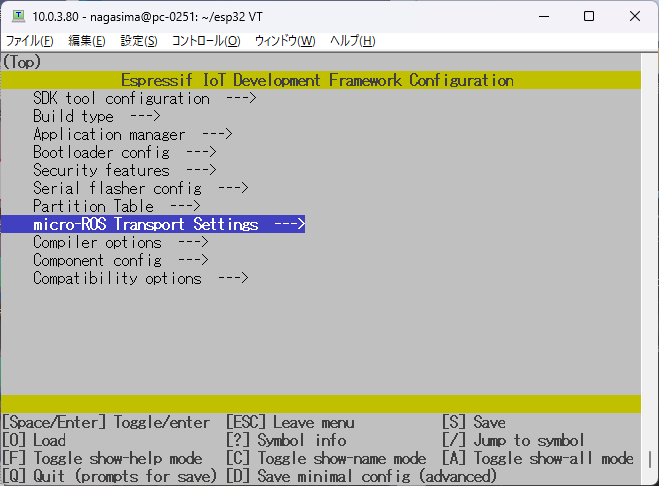 10.0.3.80 - nagasima@pc-0251: ~/esp32 VT
ファイル(F) 編集(E) 設定(S) コントロール(O) ウィンドウ(W) ヘルプ(H)
(Top)
Espressif IoT Development Framework Configuration
SDK tool configuration --->
Build type --->
Application manager --->
Bootloader config --->
Security features --->
Serial flasher config --->
Partition Table --->
micro-ROS Transport Settings --->
Compiler options --->
Component config --->
Compatibility options --->
[Space/Enter] Toggle/enter [ESC] Leave menu [S] Save
[O] Load [?] Symbol info [/] Jump to symbol
[F] Toggle show-help mode [C] Toggle show-name mode [A] Toggle show-all mode
[Q] Quit (prompts for save) [D] Save minimal config (advanced)